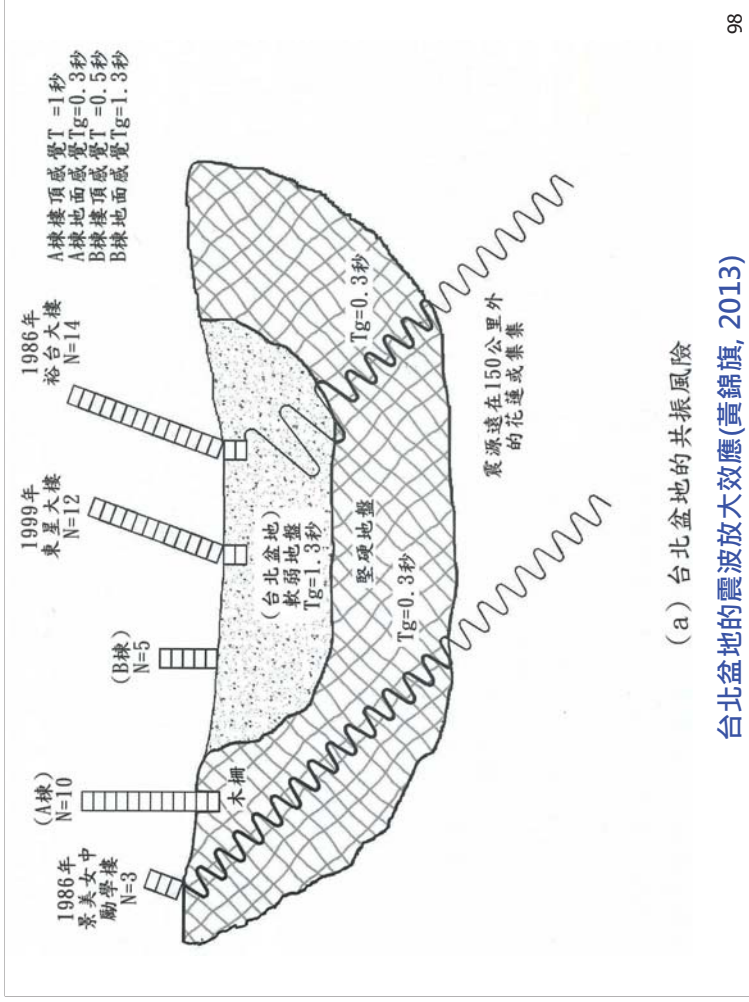 1986年
景美女中
勵學樓
N=3
(A棟)
N=10
木柵
(B棟)
N=5
1999年
東星大樓
N=12
1986年
裕台大樓
N=14
A棟樓頂感覺T =1秒
A棟地面感覺Tg=0.3秒
B棟樓頂感覺T =0.5秒
B棟地面感覺Tg=1.3秒
(台北盆地)
軟弱地盤
Tg=1.3秒
堅硬地盤
Tg=0.3秒
Tg=0.3秒
震源遠在150公里外
的花蓮或集集
(a) 台北盆地的共振風險
台北盆地的震波放大效應(黃錦旗, 2013)
98